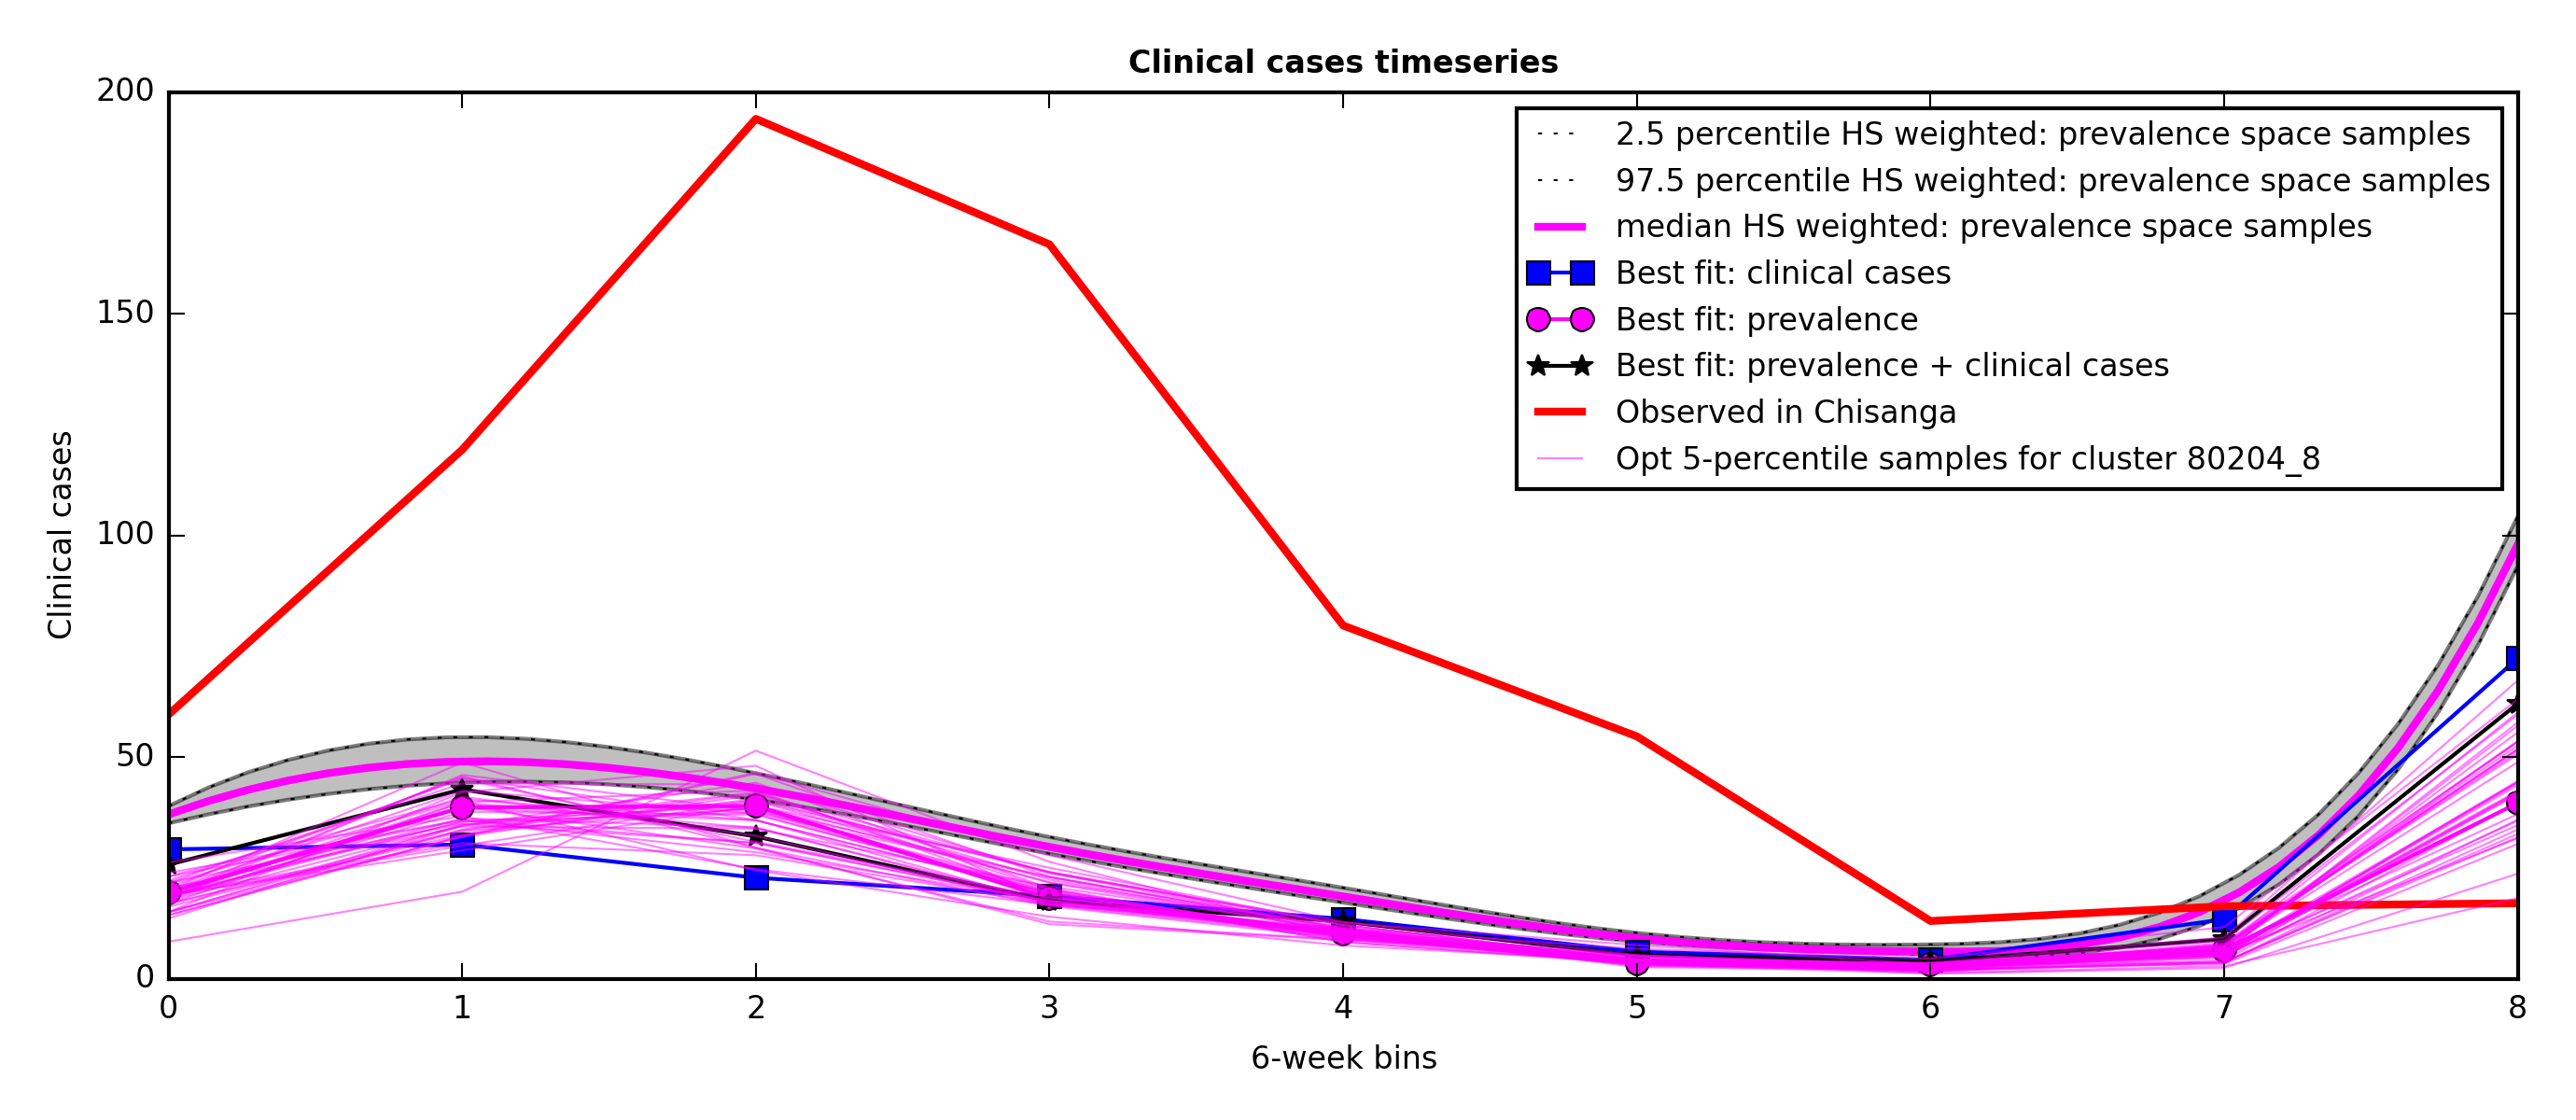 Clinical cases timeseries
200
150
100
50
0
Clinical cases
2.5 percentile HS weighted: prevalence space samples
97.5 percentile HS weighted: prevalence space samples
median HS weighted: prevalence space samples
Best fit: clinical cases
Best fit: prevalence
Best fit: prevalence + clinical cases
Observed in Chisanga
Opt 5-percentile samples for cluster 80204_8
0 1 2 3 4 5 6 7 8
6-week bins